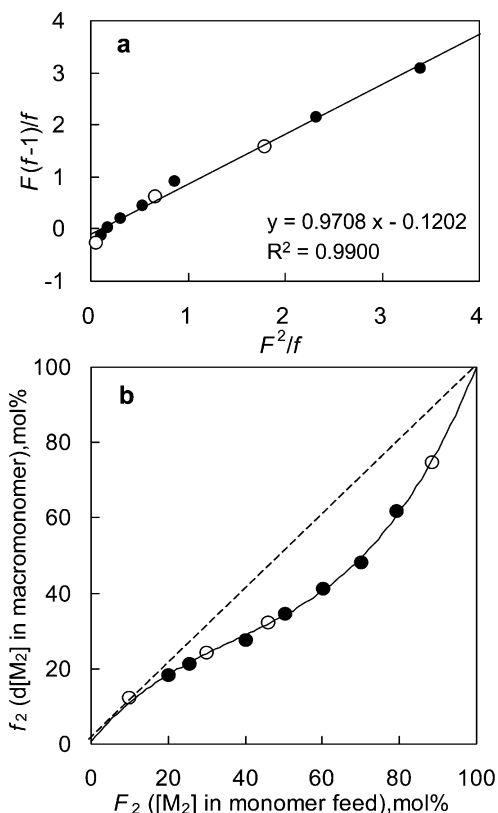 a
4
3
2
1
0
-1
F(f-1)/f
y = 0.9708 x - 0.1202
R² = 0.9900
0 1 2 3 4
F²/f
b
100
80
60
40
20
0
f₂ (d[M₂] in macromonomer),mol%
0 20 40 60 80 100
F₂ ([M₂] in monomer feed),mol%